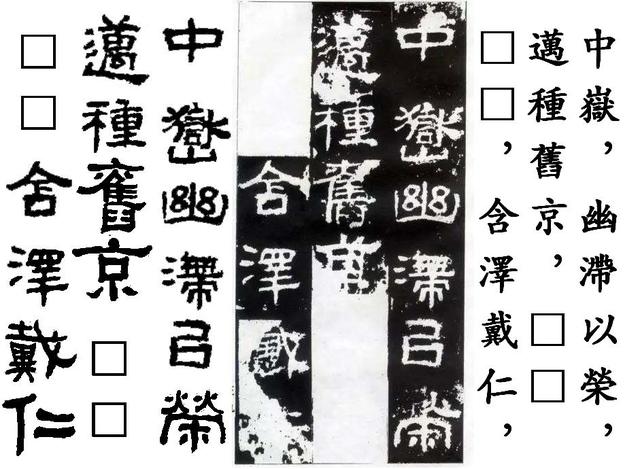 中嶽，幽滯以榮，
邁種舊京，□□
□□，含澤戴仁，
中嶽幽滯㠯榮
邁種舊京
含澤戴
中嶽幽滯㠯榮
邁種舊京□□
□□含澤戴仁